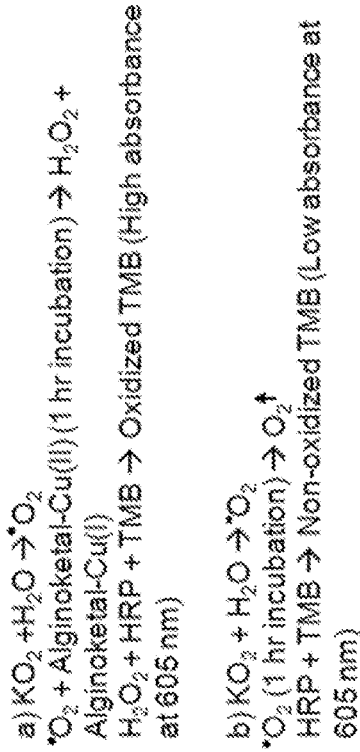 a) KO₂ +H₂O →•O₂
•O₂ + Alginoketal-Cu(II) (1 hr incubation) → H₂O₂ +
Alginoketal-Cu(I)
H₂O₂ + HRP + TMB → Oxidized TMB (High absorbance
at 605 nm)
b) KO₂ + H₂O →•O₂
•O₂ (1 hr incubation) → O₂↑
HRP + TMB → Non-oxidized TMB (Low absorbance at
605 nm)